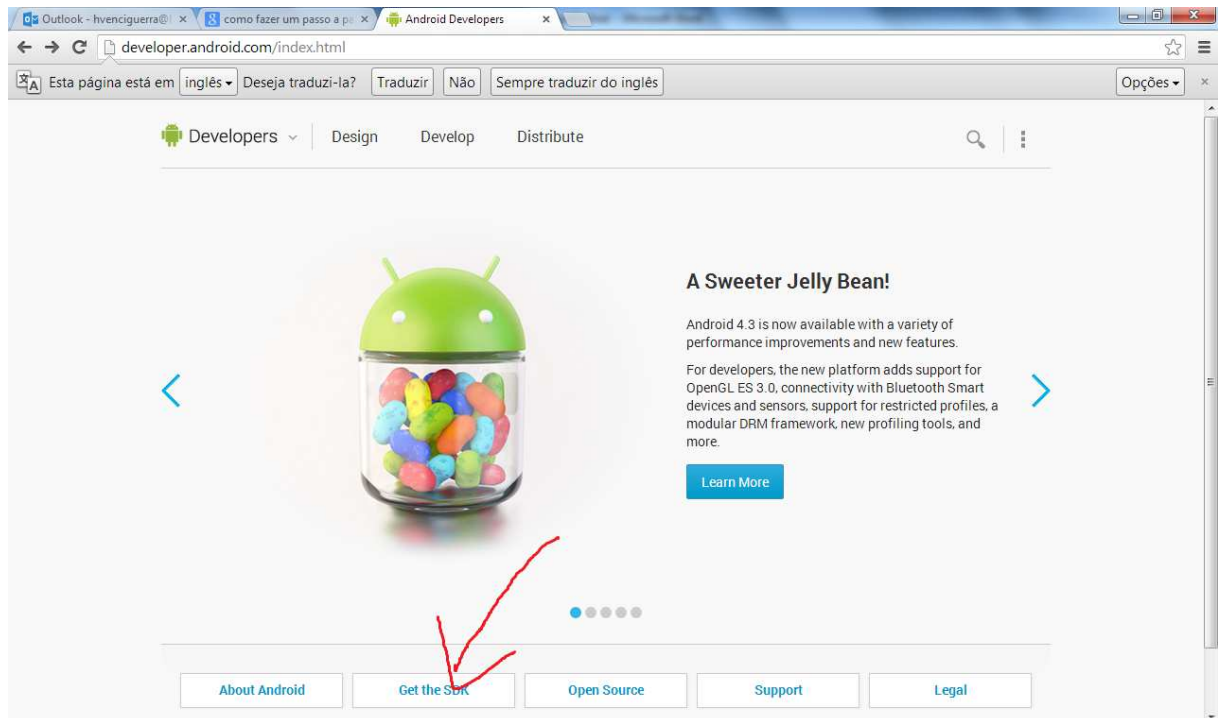 Outlook - hvenciguerra@
como fazer um passo a pa
Android Developers
developer.android.com/index.html
Esta página está em inglês Deseja traduzi-la? Traduzir Não Sempre traduzir do inglês Opções
Developers Design Develop Distribute
A Sweeter Jelly Bean!
Android 4.3 is now available with a variety of
performance improvements and new features.
For developers, the new platform adds support for
OpenGL ES 3.0, connectivity with Bluetooth Smart
devices and sensors, support for restricted profiles, a
modular DRM framework, new profiling tools, and
more.
Learn More
About Android Get the SDK Open Source Support Legal